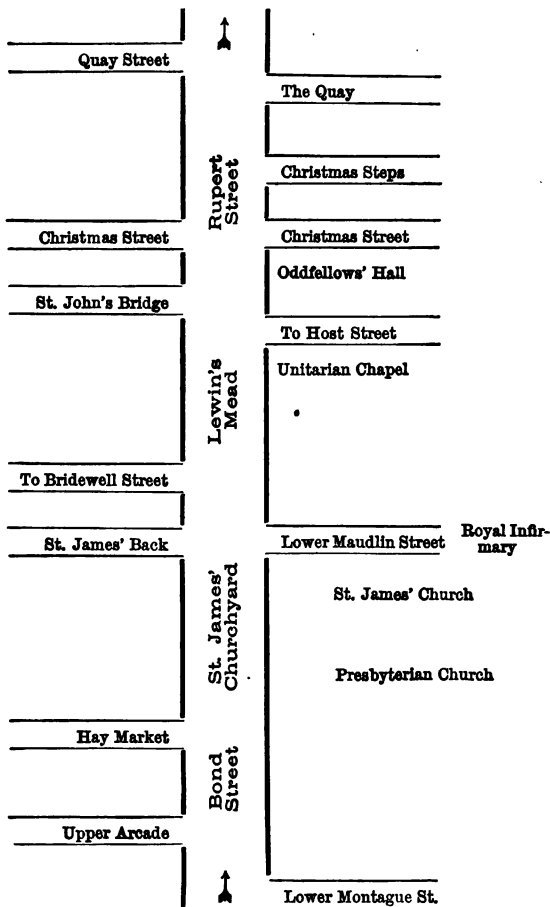 Quay Street
The Quay
Rupert
Street
Christmas Steps
Christmas Street
Christmas Street
Oddfellows' Hall
St. John's Bridge
To Host Street
Lewin's
Mead
Unitarian Chapel
To Bridewell Street
St. James' Back
Lower Maudlin Street
Royal Infir-
mary
St. James'
Churchyard
St. James' Church
Presbyterian Church
Hay Market
Bond
Street
Upper Arcade
Lower Montague St.